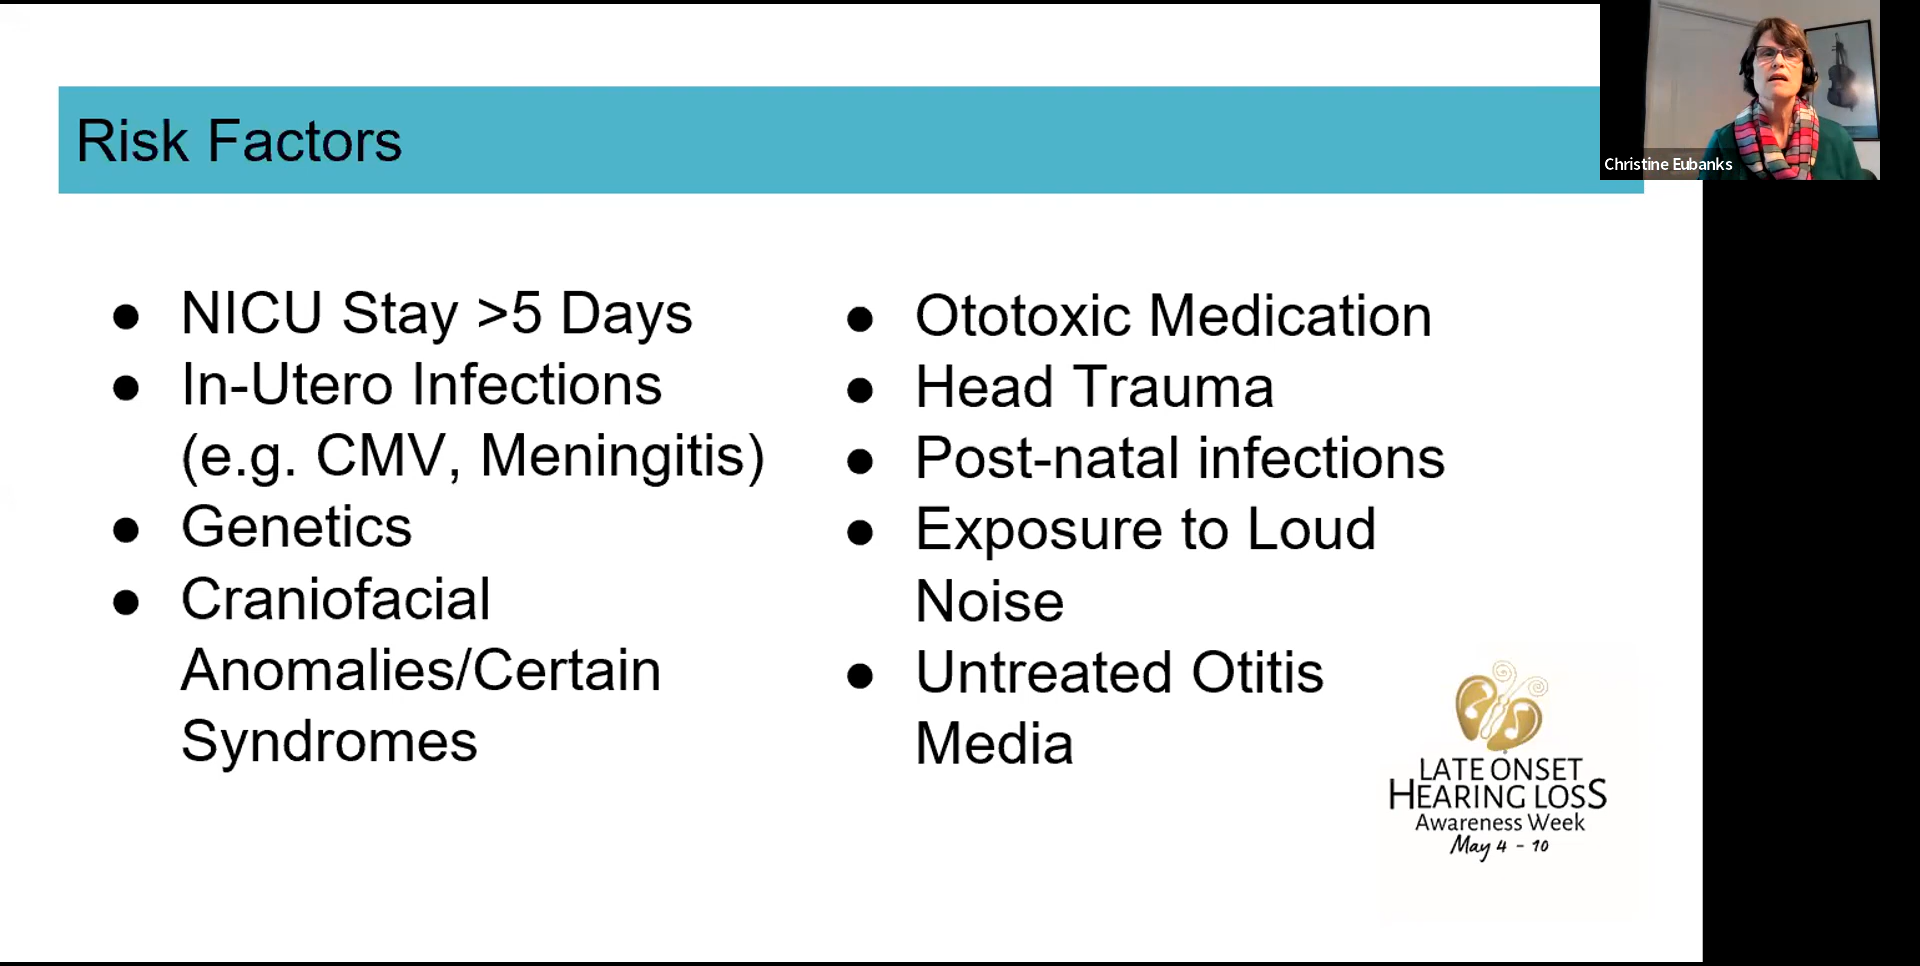 Risk Factors
● NICU Stay >5 Days
● In-Utero Infections
(e.g. CMV, Meningitis)
● Genetics
● Craniofacial
Anomalies/Certain
Syndromes
● Ototoxic Medication
● Head Trauma
● Post-natal infections
● Exposure to Loud
Noise
● Untreated Otitis
Media
LATE ONSET
HEARING LOSS
Awareness Week
May 4 - 10
Christine Eubanks